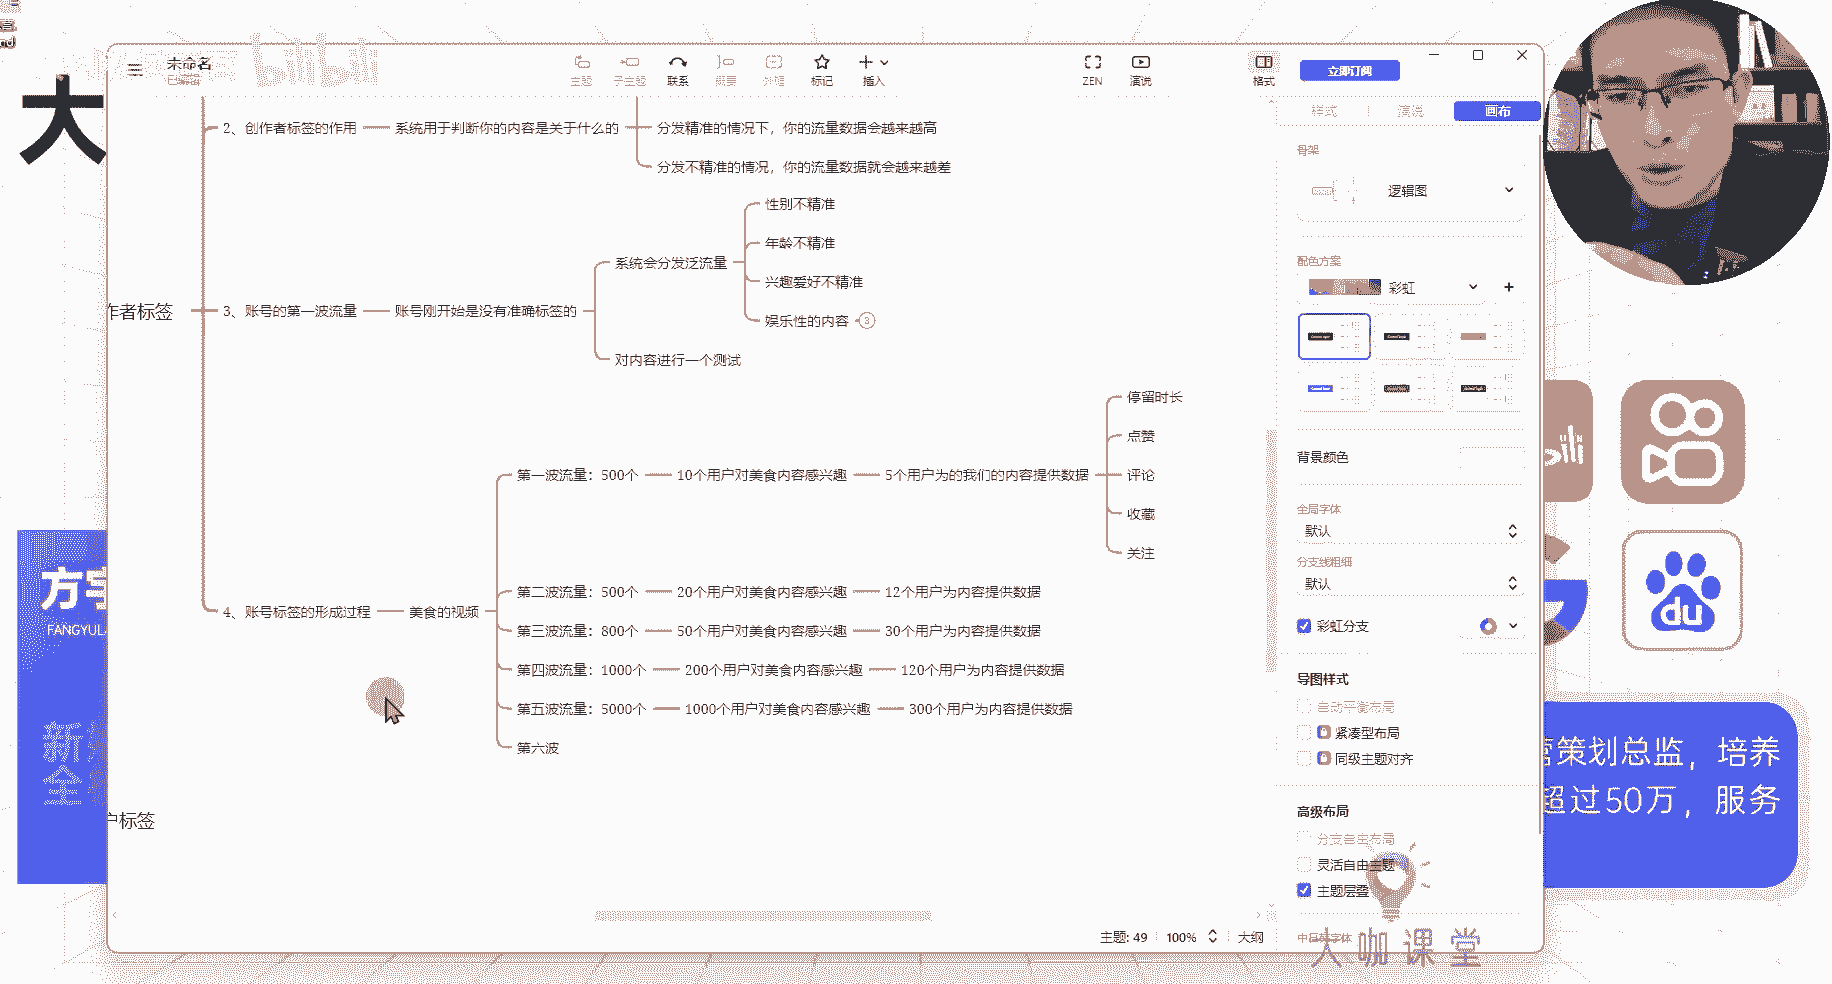 大
未命名
已编辑
bilibili
主题
子主题
联系
概要
外框
标记
插入
ZEN
演说
格式
立即订阅
样式
演说
画布
2、创作者标签的作用
系统用于判断你的内容是关于什么的
分发精准的情况下，你的流量数据会越来越高
分发不精准的情况，你的流量数据就会越来越差
作者标签
3、账号的第一波流量
账号刚开始是没有准确标签的
系统会分发泛流量
性别不精准
年龄不精准
兴趣爱好不精准
娱乐性的内容
3
对内容进行一个测试
4、账号标签的形成过程
美食的视频
第一波流量：500个
10个用户对美食内容感兴趣
5个用户为的我们的内容提供数据
停留时长
点赞
评论
收藏
关注
第二波流量：500个
20个用户对美食内容感兴趣
12个用户为内容提供数据
第三波流量：800个
50个用户对美食内容感兴趣
30个用户为内容提供数据
第四波流量：1000个
200个用户对美食内容感兴趣
120个用户为内容提供数据
第五波流量：5000个
1000个用户对美食内容感兴趣
300个用户为内容提供数据
第六波
户标签
骨架
逻辑图
配色方案
彩虹
背景颜色
全局字体
默认
分支线粗细
默认
彩虹分支
导图样式
自动平衡布局
紧凑型布局
同级主题对齐
高级布局
分支自由布局
灵活自由主题
主题层叠
主题: 49
100%
大纲
大咖课堂
FANGYU
新
全
du
营策划总监，培养
超过50万，服务